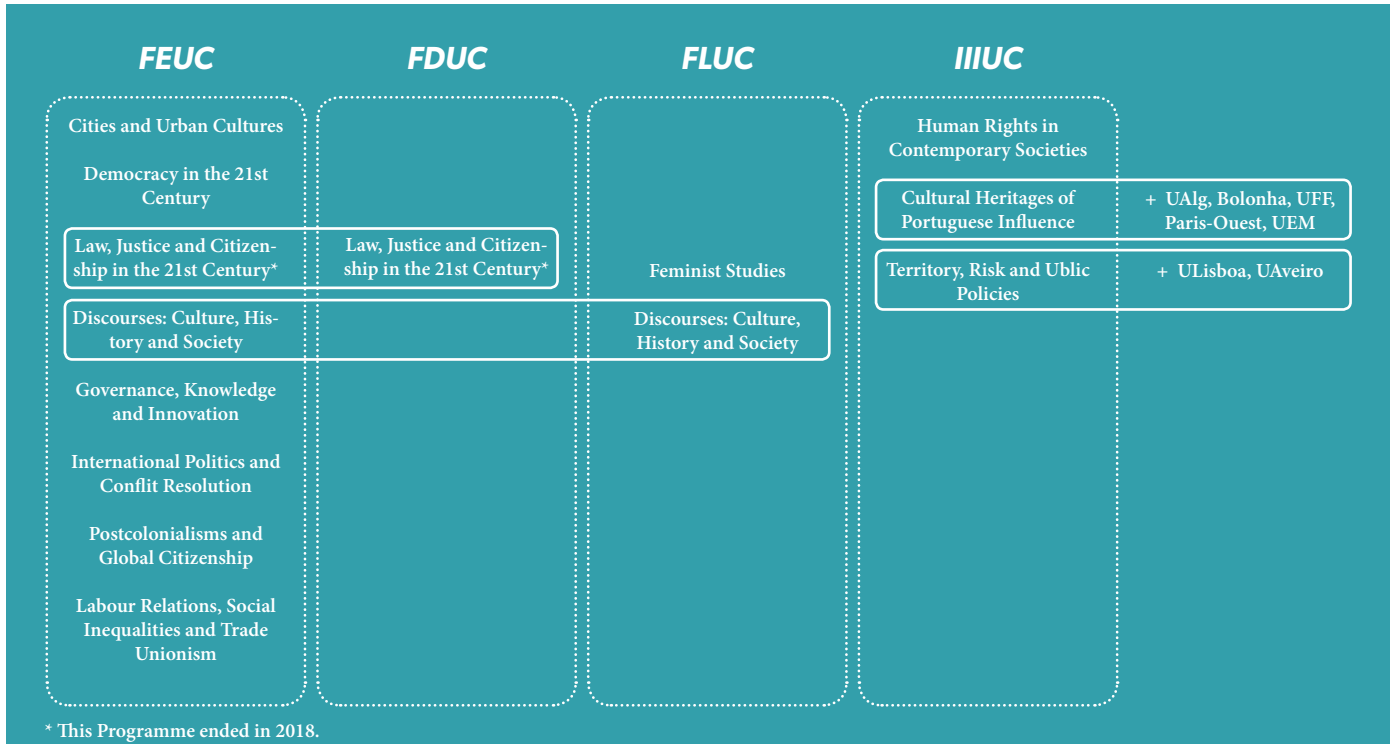 FEUC
Cities and Urban Cultures
Democracy in the 21st
Century
Law, Justice and Citizen-
ship in the 21st Century*
Discourses: Culture, His-
tory and Society
Governance, Knowledge
and Innovation
International Politics and
Conflit Resolution
Postcolonialisms and
Global Citizenship
Labour Relations, Social
Inequalities and Trade
Unionism
FDUC
Law, Justice and Citizen-
ship in the 21st Century*
FLUC
Feminist Studies
Discourses: Culture,
History and Society
IIIUC
Human Rights in
Contemporary Societies
Cultural Heritages of
Portuguese Influence
+ UAlg, Bolonha, UFF,
Paris-Ouest, UEM
Territory, Risk and Ublic
Policies
+ ULisboa, UAveiro
* This Programme ended in 2018.